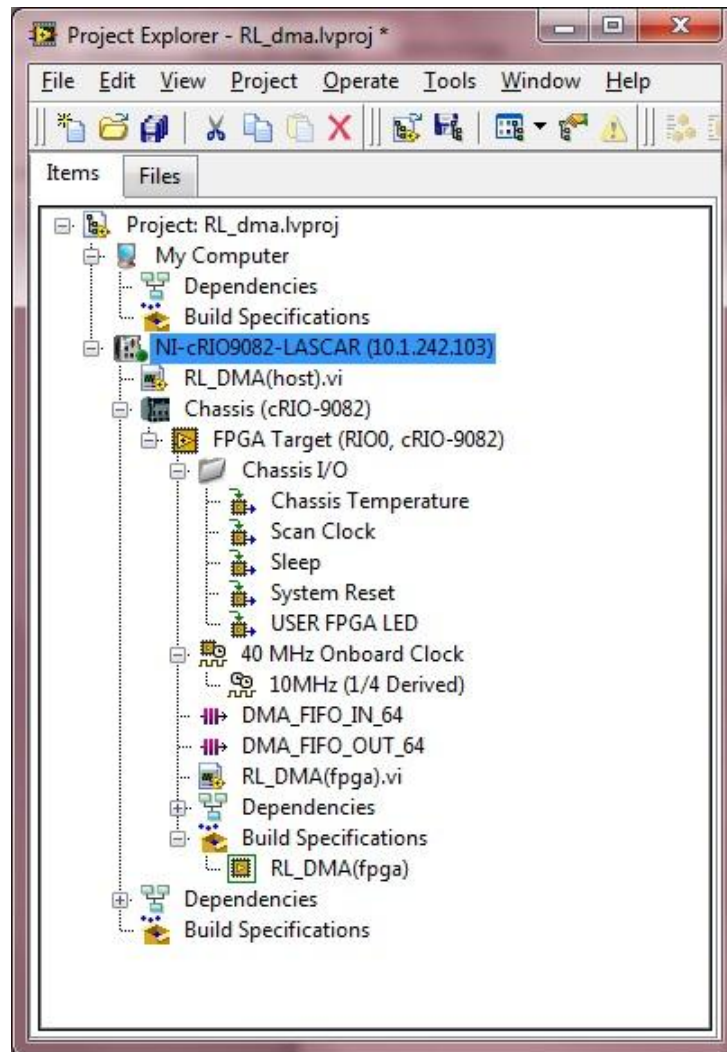 Project Explorer - RL_dma.lvproj *
File Edit View Project Operate Tools Window Help
Items Files
Project: RL_dma.lvproj
My Computer
Dependencies
Build Specifications
NI-cRIO9082-LASCAR (10.1.242.103)
RL_DMA(host).vi
Chassis (cRIO-9082)
FPGA Target (RIO0, cRIO-9082)
Chassis I/O
Chassis Temperature
Scan Clock
Sleep
System Reset
USER FPGA LED
40 MHz Onboard Clock
10MHz (1/4 Derived)
DMA_FIFO_IN_64
DMA_FIFO_OUT_64
RL_DMA(fpga).vi
Dependencies
Build Specifications
RL_DMA(fpga)
Dependencies
Build Specifications